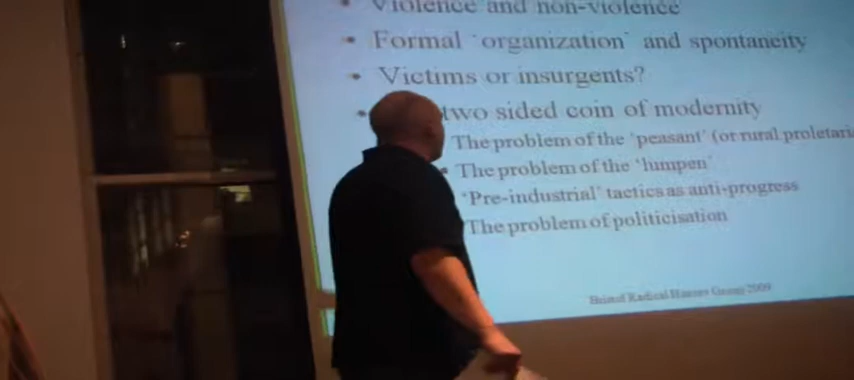 Violence and non-violence
Formal 'organization' and spontaneity
Victims or insurgents?
two sided coin of modernity
The problem of the 'peasant' (or rural proletari
The problem of the 'lumpen'
'Pre-industrial' tactics as anti-progress
The problem of politicisation
Bristol Radical History Group 2009